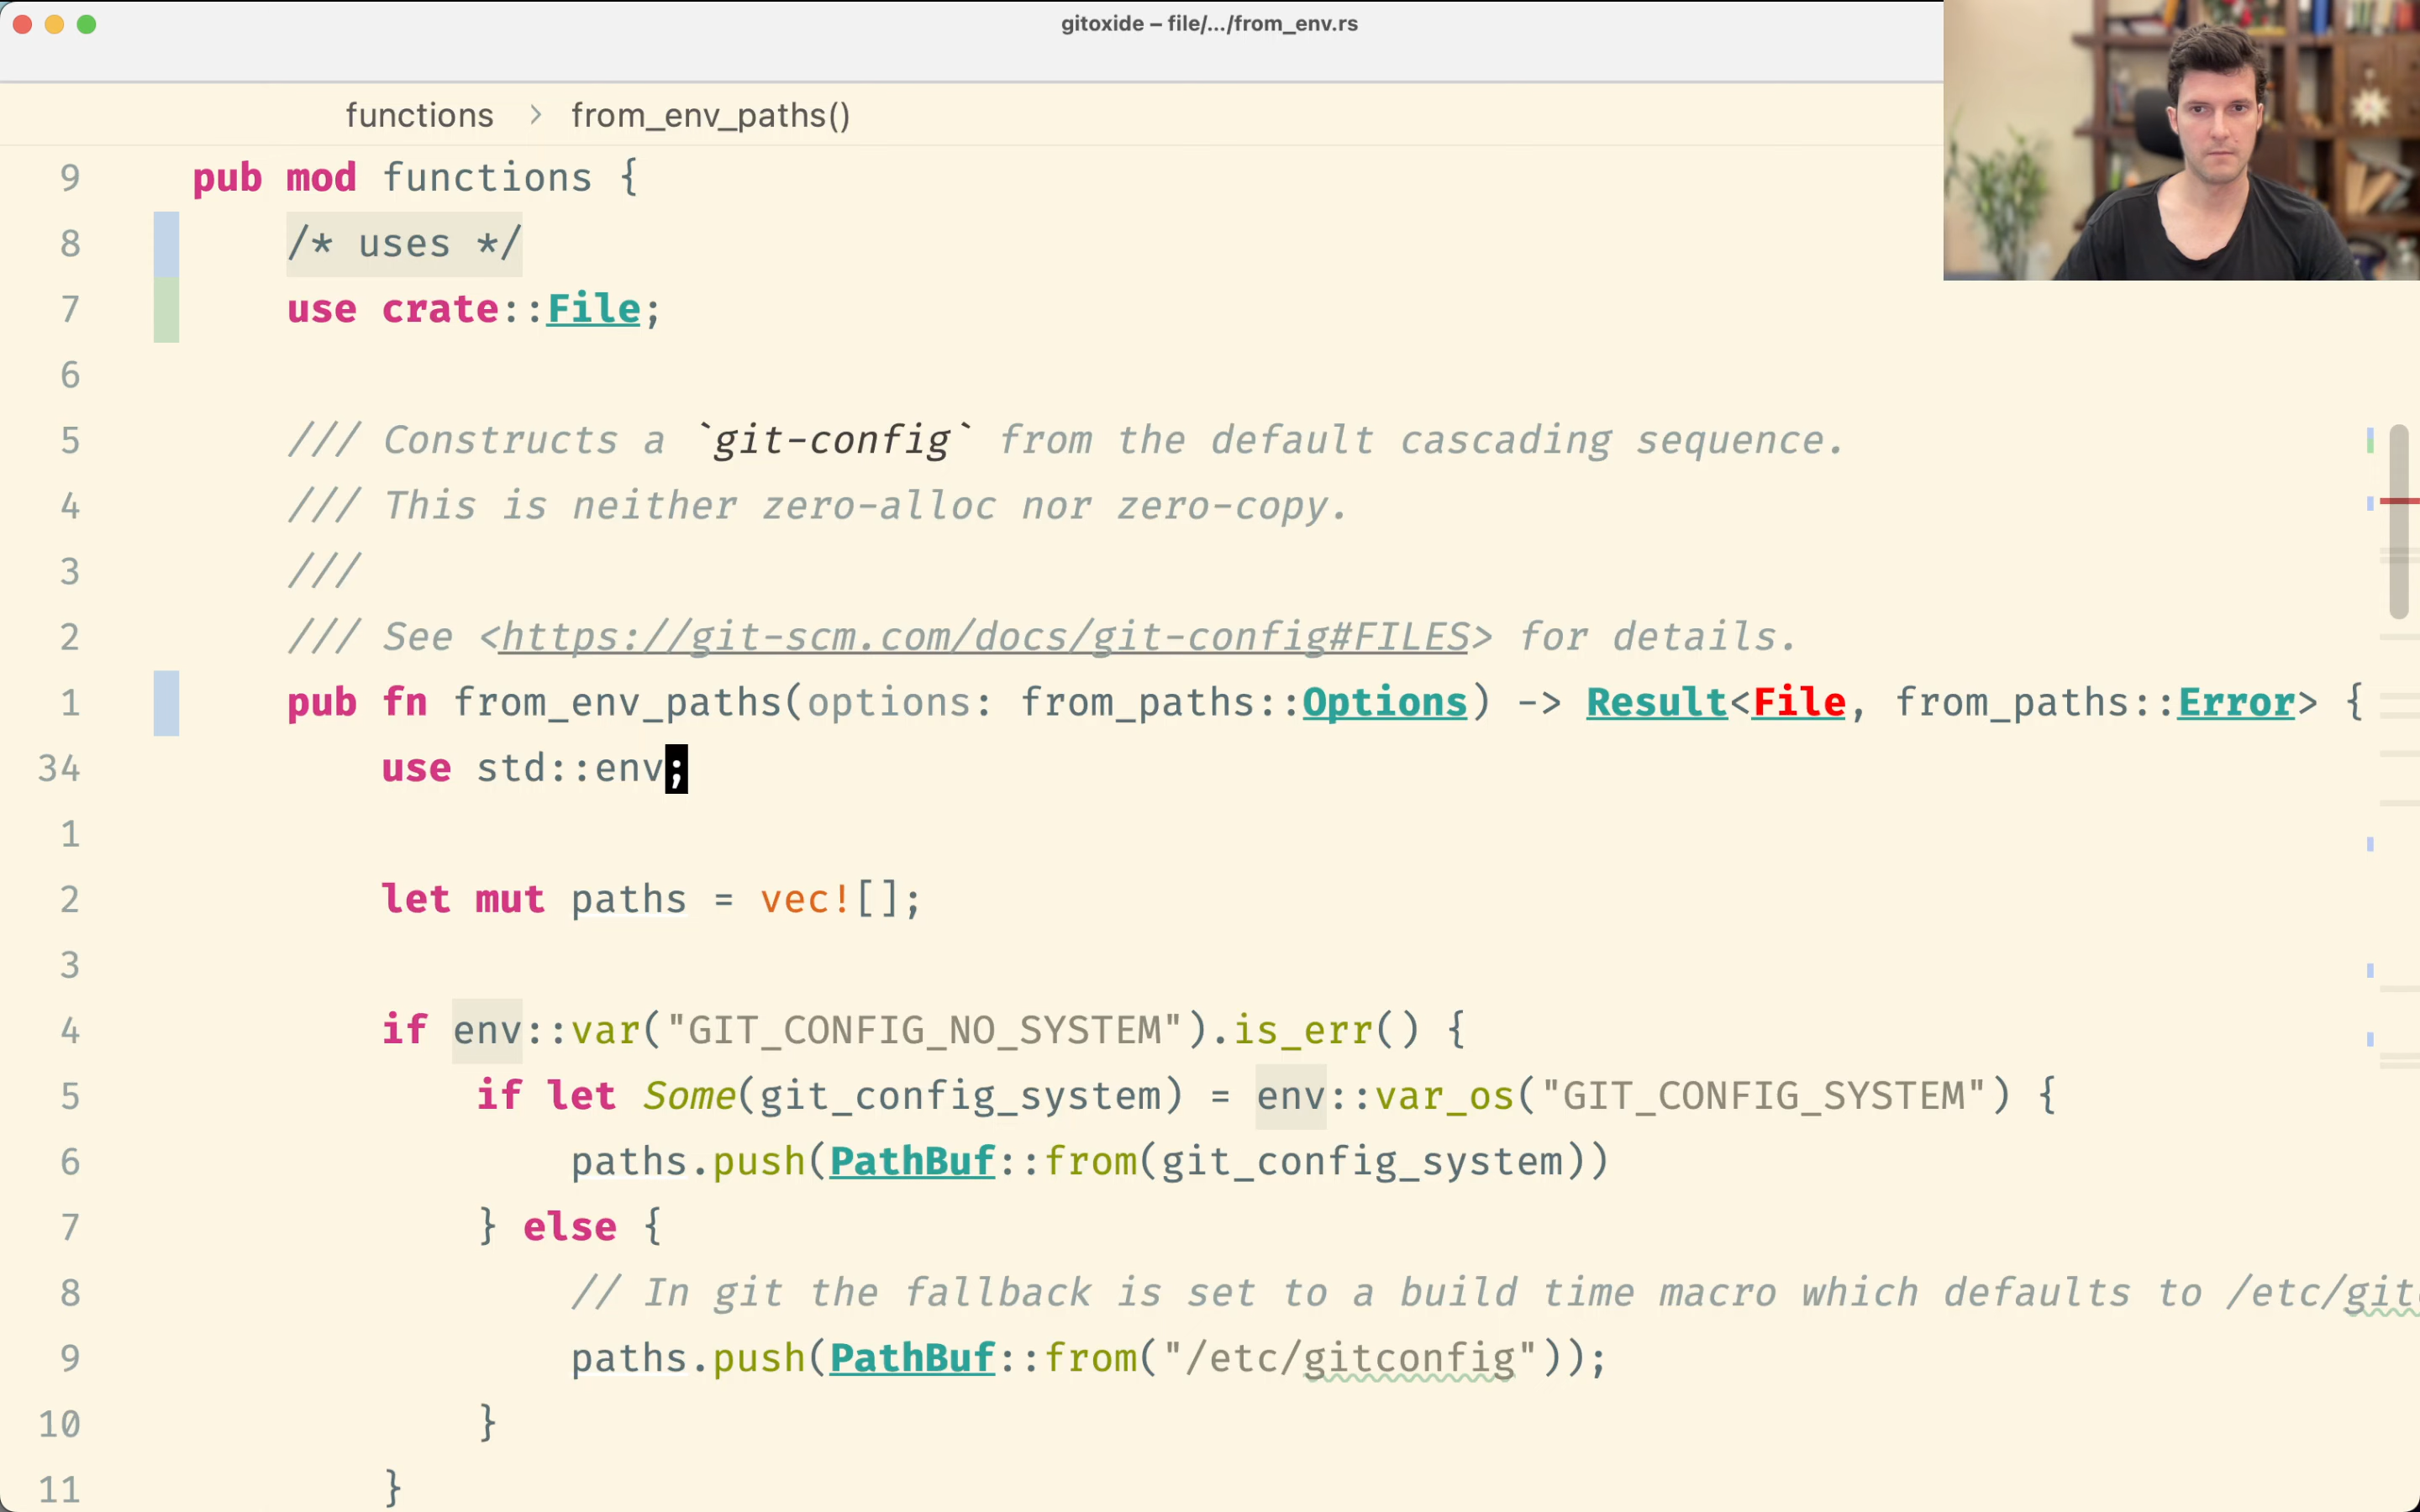 gitoxide – file/.../from_env.rs
functions > from_env_paths()
9 pub mod functions {
8 /* uses */
7 use crate::File;
6
5 /// Constructs a `git-config` from the default cascading sequence.
4 /// This is neither zero-alloc nor zero-copy.
3 ///
2 /// See <https://git-scm.com/docs/git-config#FILES> for details.
1 pub fn from_env_paths(options: from_paths::Options) -> Result<File, from_paths::Error> {
34 use std::env;
1
2 let mut paths = vec![];
3
4 if env::var("GIT_CONFIG_NO_SYSTEM").is_err() {
5 if let Some(git_config_system) = env::var_os("GIT_CONFIG_SYSTEM") {
6 paths.push(PathBuf::from(git_config_system))
7 } else {
8 // In git the fallback is set to a build time macro which defaults to /etc/git
9 paths.push(PathBuf::from("/etc/gitconfig"));
10 }
11 }